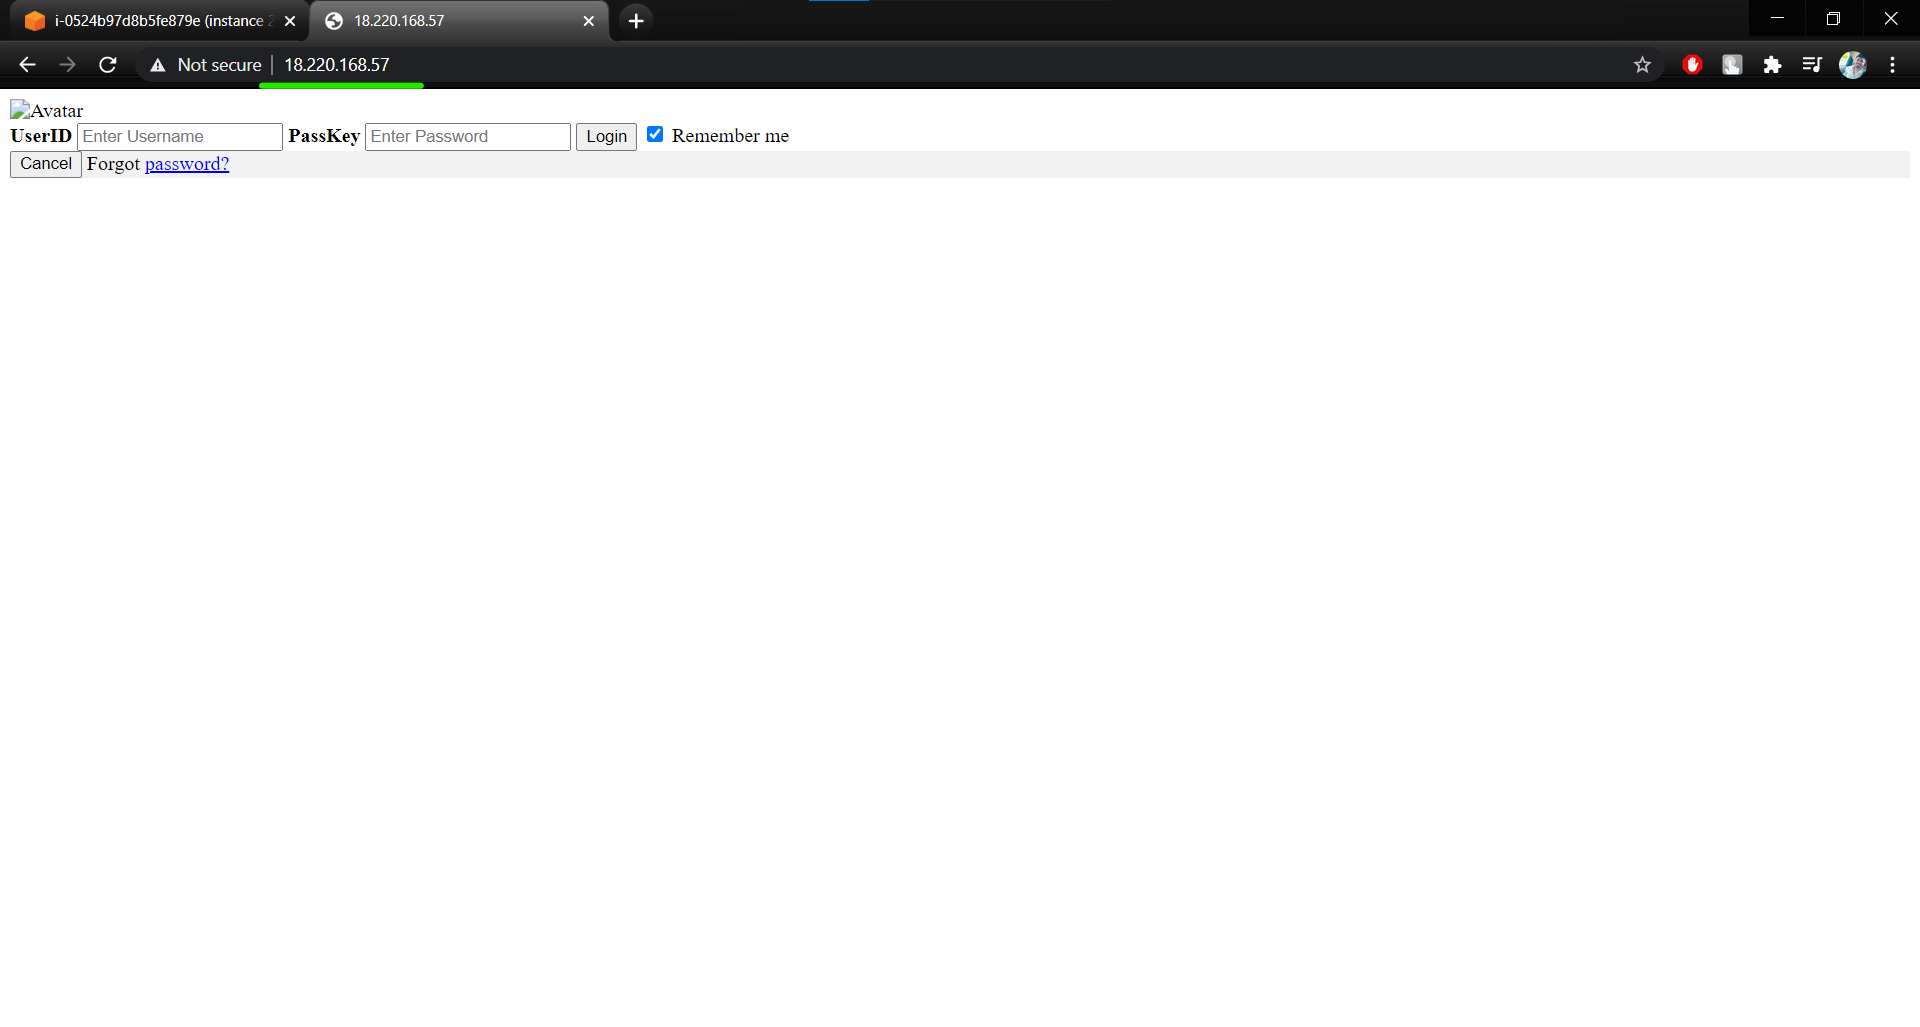 i-0524b97d8b5fe879e (instance 2
18.220.168.57
Not secure 18.220.168.57
Avatar
UserID Enter Username PassKey Enter Password Login Remember me
Cancel Forgot password?